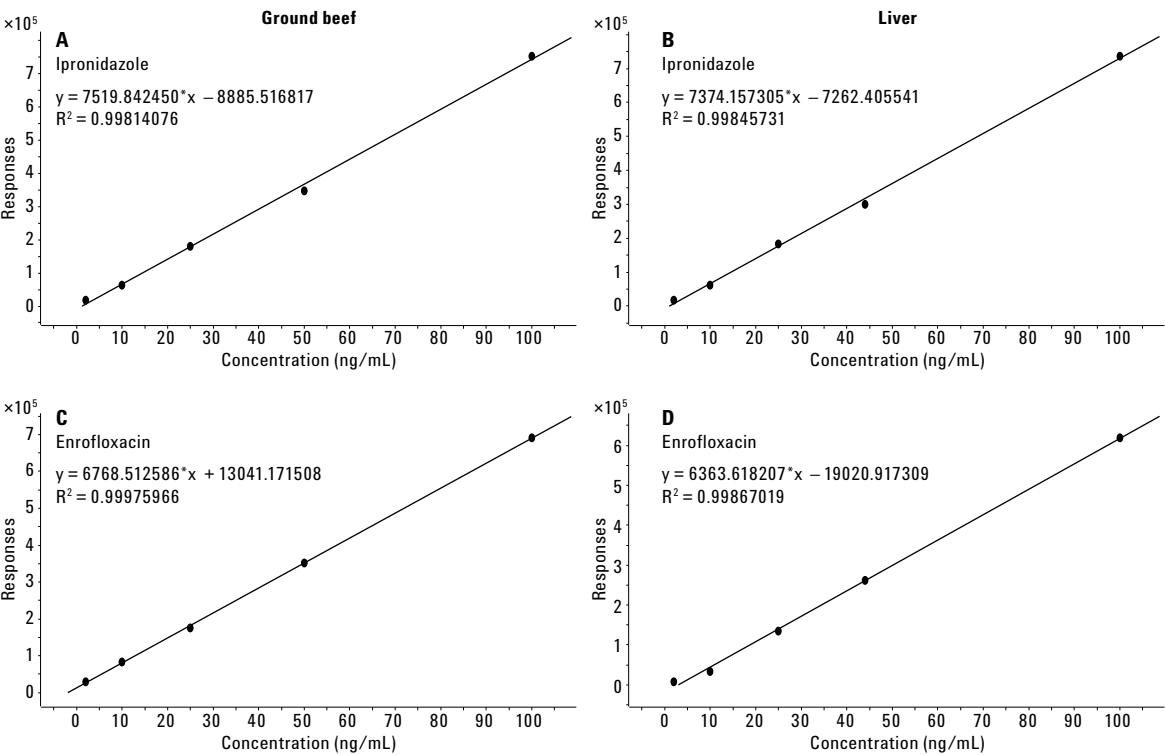 Ground beef
×10⁵
A
Ipronidazole
y = 7519.842450*x – 8885.516817
R² = 0.99814076
7
6
5
4
3
2
1
0
Responses
0 10 20 30 40 50 60 70 80 90 100
Concentration (ng/mL)
Liver
×10⁵
B
Ipronidazole
y = 7374.157305*x – 7262.405541
R² = 0.99845731
7
6
5
4
3
2
1
0
Responses
0 10 20 30 40 50 60 70 80 90 100
Concentration (ng/mL)
×10⁵
C
Enrofloxacin
y = 6768.512586*x + 13041.171508
R² = 0.99975966
7
6
5
4
3
2
1
0
Responses
0 10 20 30 40 50 60 70 80 90 100
Concentration (ng/mL)
×10⁵
D
Enrofloxacin
y = 6363.618207*x – 19020.917309
R² = 0.99867019
6
5
4
3
2
1
0
Responses
0 10 20 30 40 50 60 70 80 90 100
Concentration (ng/mL)